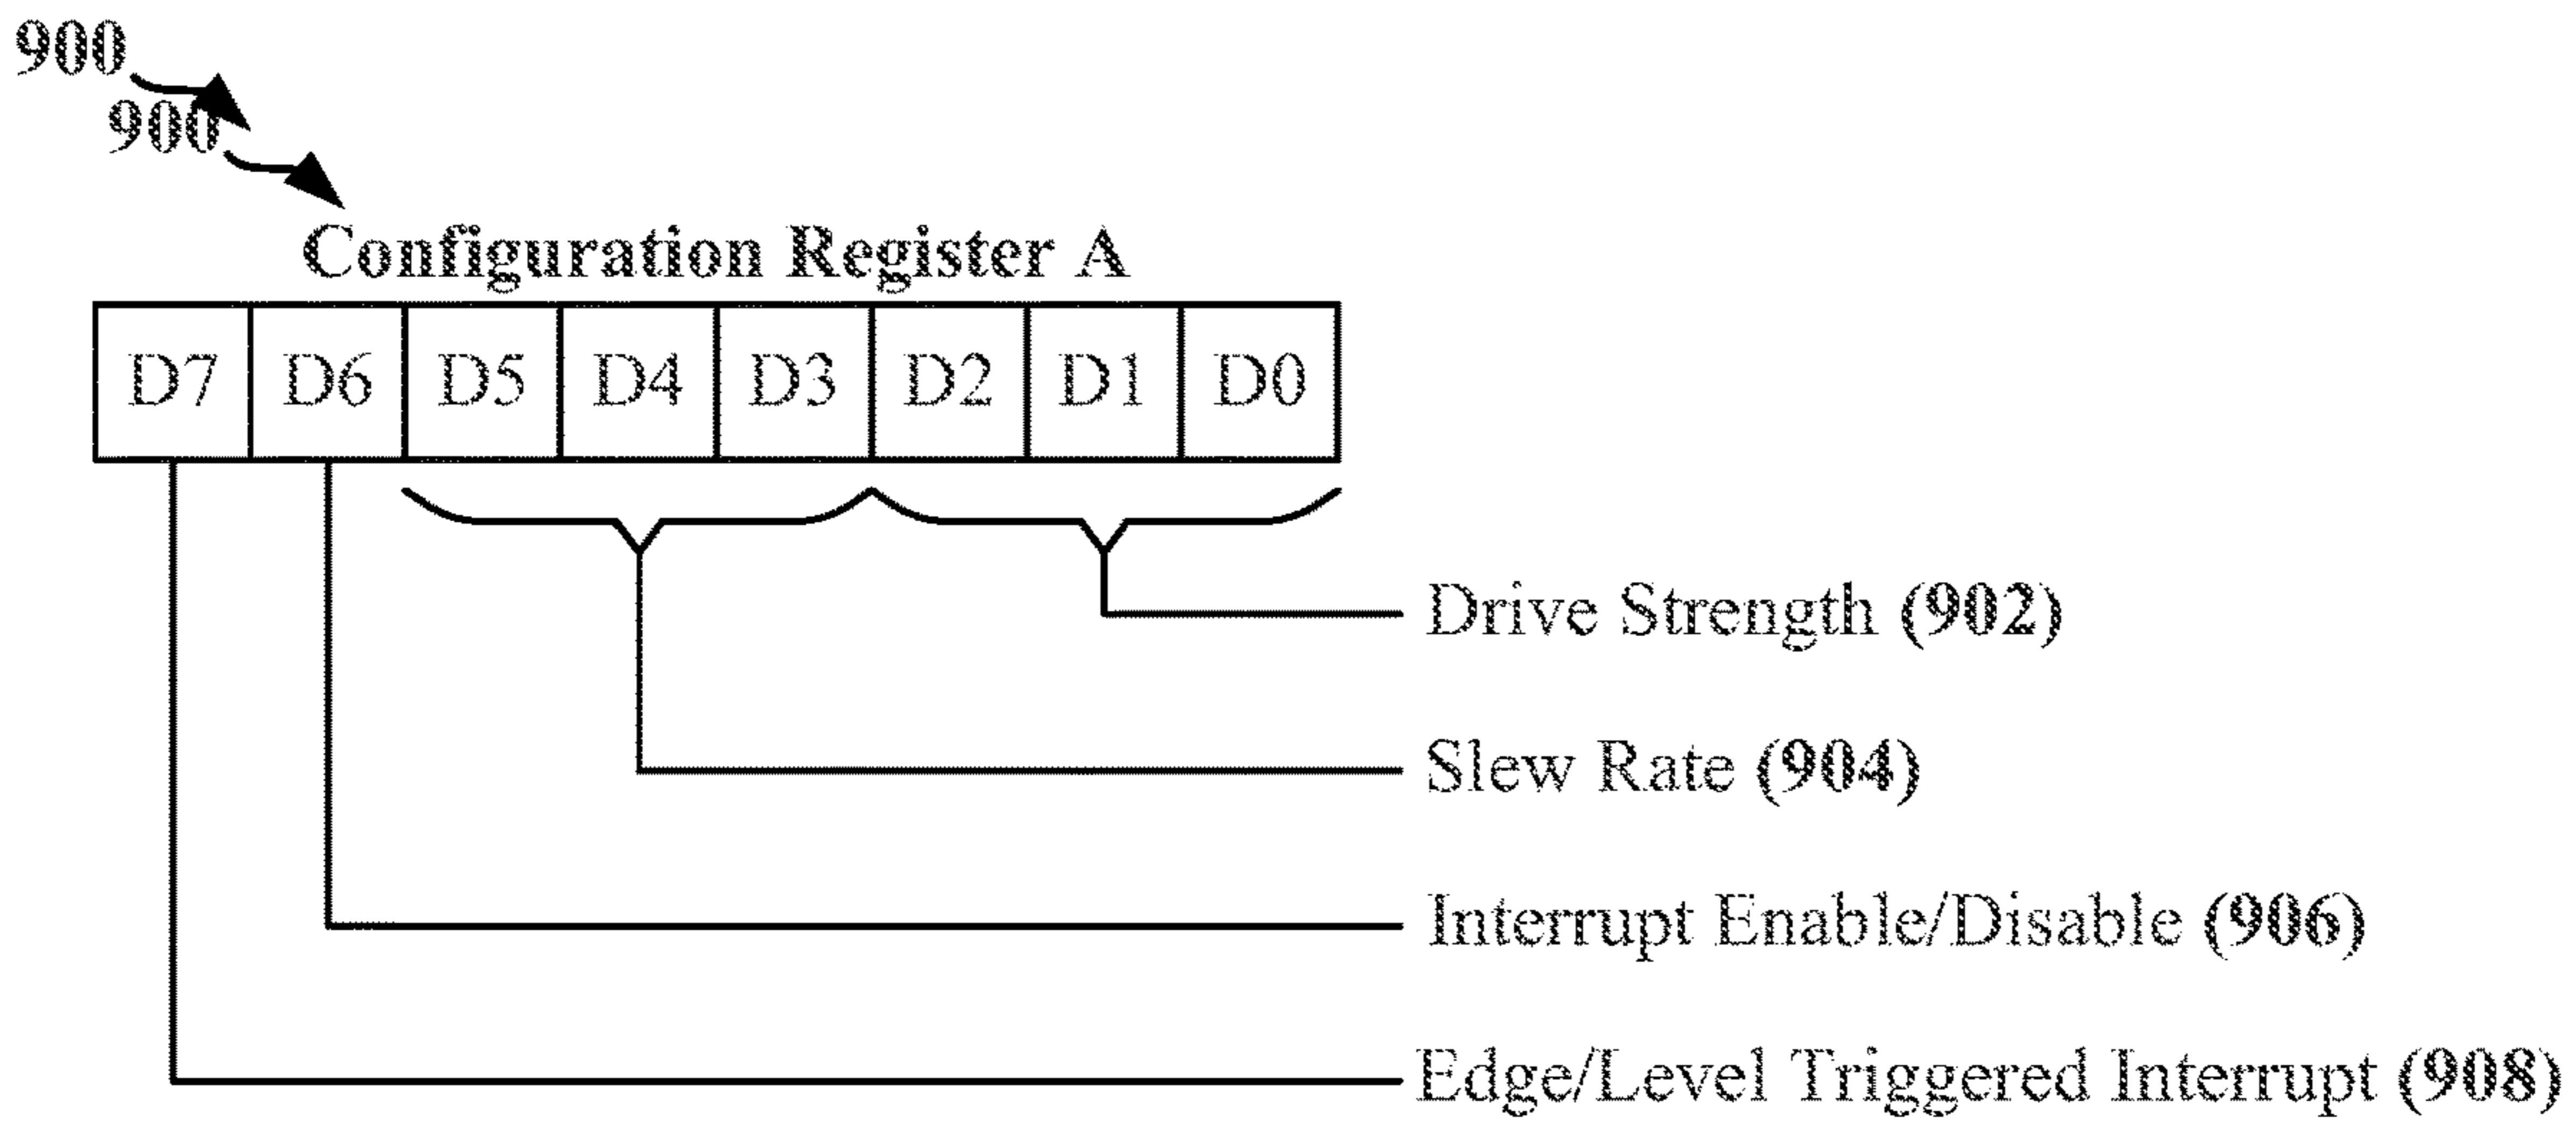 900
900
Configuration Register A
D7 D6 D5 D4 D3 D2 D1 D0
Drive Strength (902)
Slew Rate (904)
Interrupt Enable/Disable (906)
Edge/Level Triggered Interrupt (908)